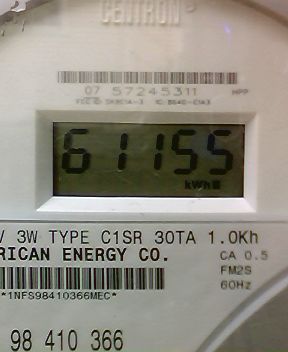 CENTRON®
07 57245311 HPP
61155
kWh
V 3W TYPE C1SR 30TA 1.0Kh
RICAN ENERGY CO. CA 0.5
FM2S
*1NFS98410366MEC* 60Hz
98 410 366